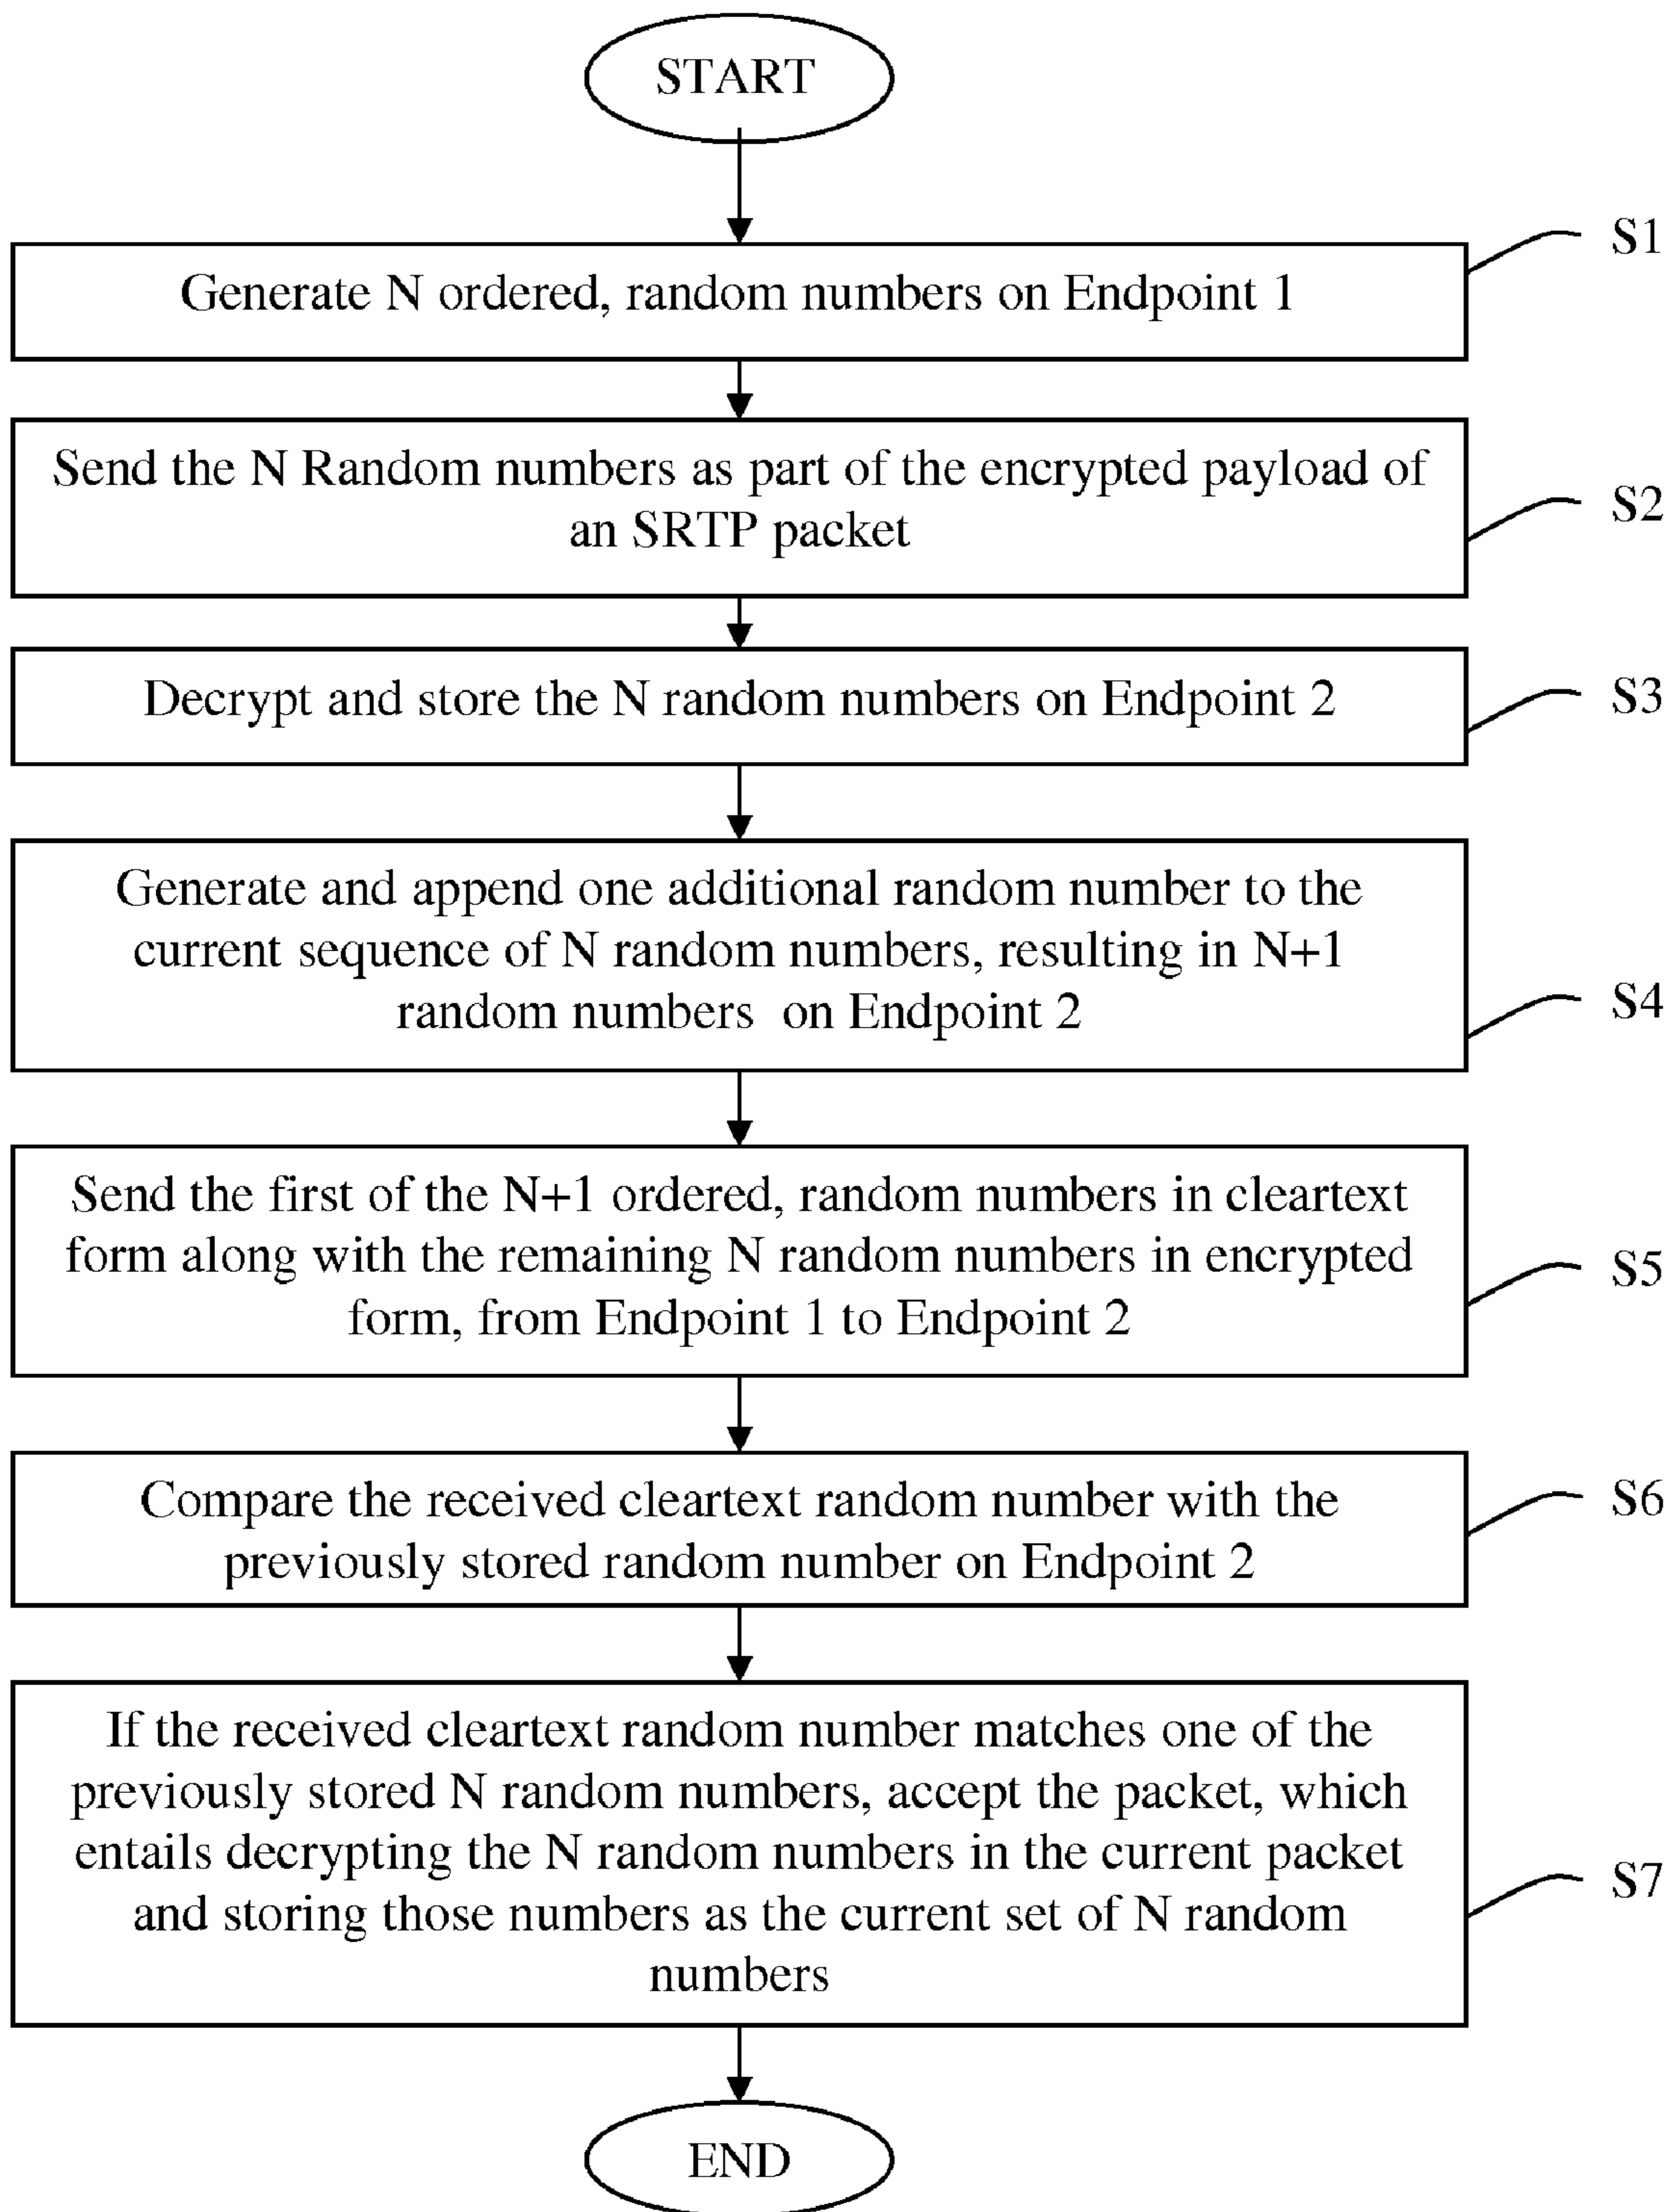 START
S1
Generate N ordered, random numbers on Endpoint 1
Send the N Random numbers as part of the encrypted payload of
an SRTP packet
S2
Decrypt and store the N random numbers on Endpoint 2
S3
Generate and append one additional random number to the
current sequence of N random numbers, resulting in N+1
random numbers on Endpoint 2
S4
Send the first of the N+1 ordered, random numbers in cleartext
form along with the remaining N random numbers in encrypted
form, from Endpoint 1 to Endpoint 2
S5
Compare the received cleartext random number with the
previously stored random number on Endpoint 2
S6
If the received cleartext random number matches one of the
previously stored N random numbers, accept the packet, which
entails decrypting the N random numbers in the current packet
and storing those numbers as the current set of N random
numbers
S7
END